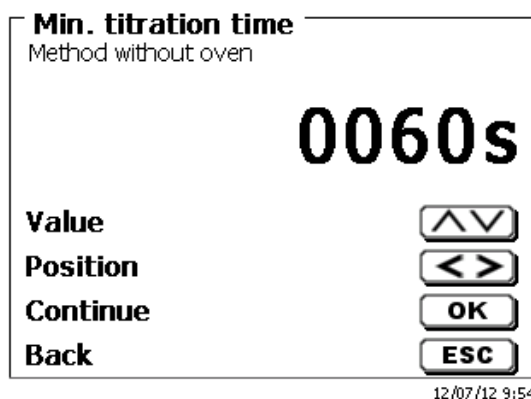 Min. titration time
Method without oven
0060s
Value ∧∨
Position < >
Continue OK
Back ESC
12/07/12 9:54